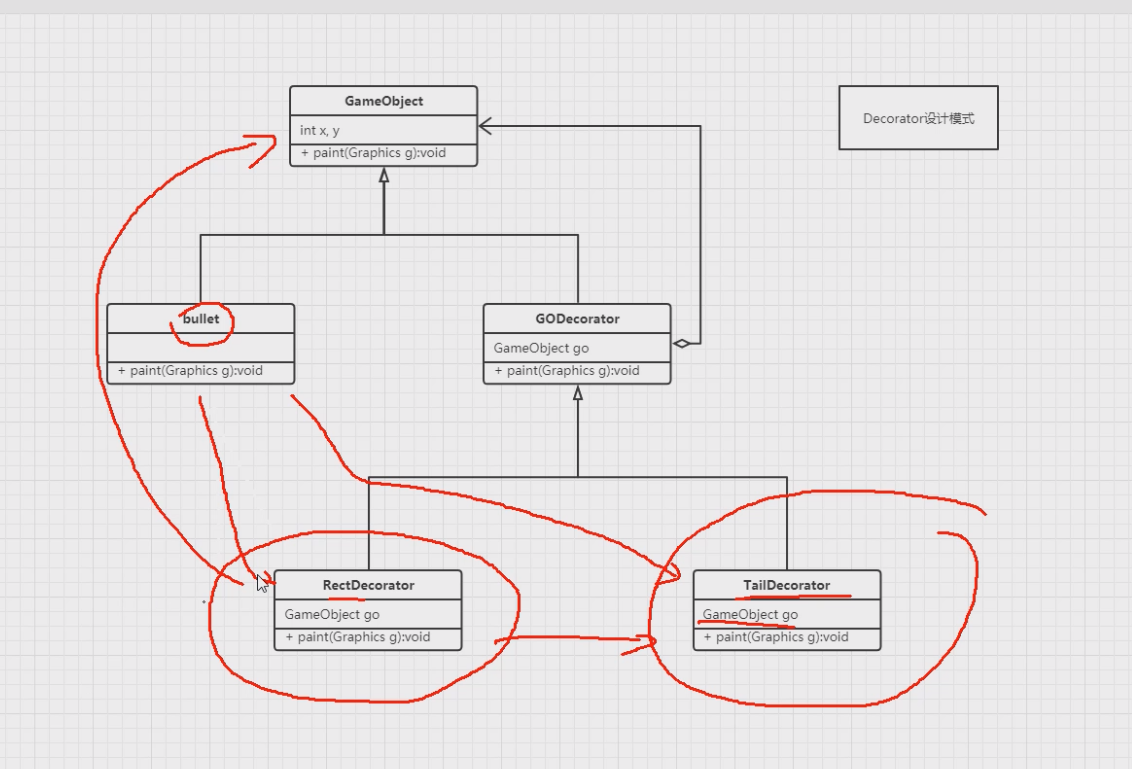 GameObject
int x, y
+ paint(Graphics g):void
Decorator设计模式
bullet
+ paint(Graphics g):void
GODecorator
GameObject go
+ paint(Graphics g):void
RectDecorator
GameObject go
+ paint(Graphics g):void
TailDecorator
GameObject go
+ paint(Graphics g):void